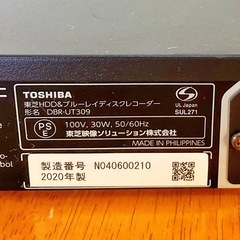 TOSHIBA
東芝HDD&ブルーレイディスクレコーダー
形名 DBR-UT309
UL Japan
SUL271
PS
E
100V, 30W, 50/60Hz
東芝映像ソリューション株式会社
MADE IN PHILIPPINES
製造番号 N040600210
2020年製